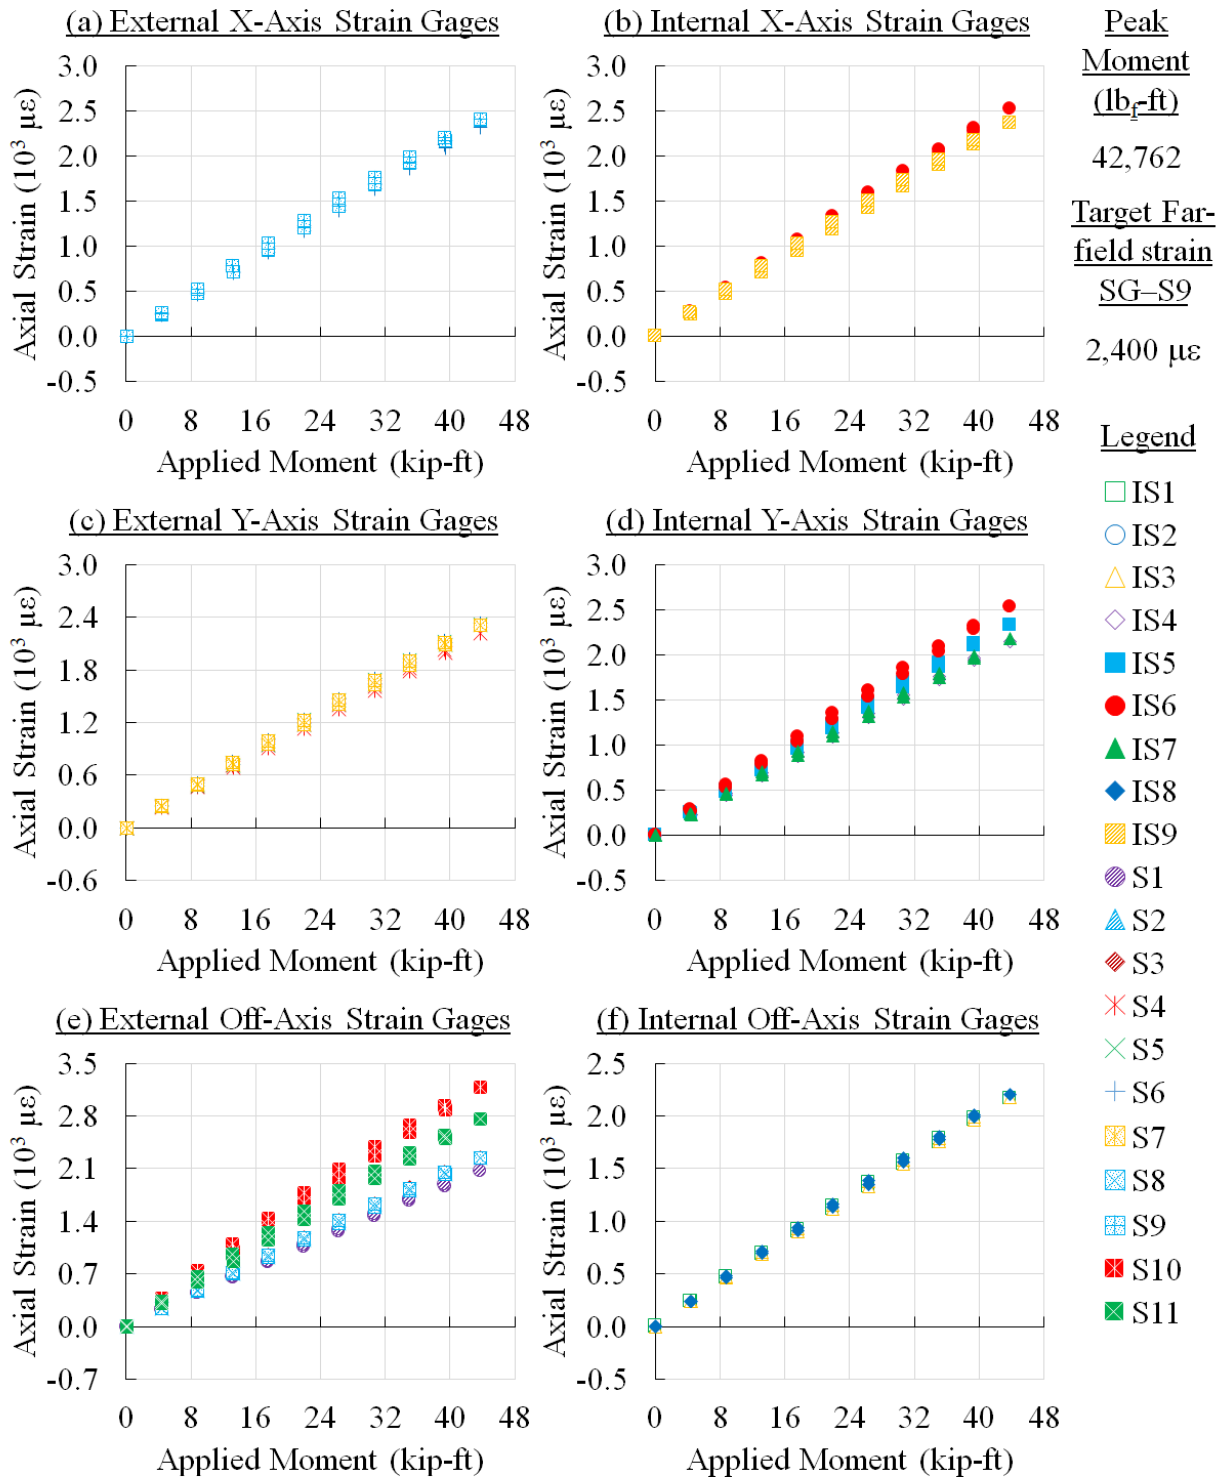 (a) External X-Axis Strain Gages
(b) Internal X-Axis Strain Gages
Peak
Moment
(lbf-ft)
42,762
Target Far-
field strain
SG–S9
2,400 µε
Axial Strain (10³ µε)
3.0
2.5
2.0
1.5
1.0
0.5
0.0
-0.5
0 8 16 24 32 40 48
Applied Moment (kip-ft)
Axial Strain (10³ µε)
3.0
2.5
2.0
1.5
1.0
0.5
0.0
-0.5
0 8 16 24 32 40 48
Applied Moment (kip-ft)
(c) External Y-Axis Strain Gages
Axial Strain (10³ µε)
3.0
2.4
1.8
1.2
0.6
0.0
-0.6
0 8 16 24 32 40 48
Applied Moment (kip-ft)
(d) Internal Y-Axis Strain Gages
Axial Strain (10³ µε)
3.0
2.5
2.0
1.5
1.0
0.5
0.0
-0.5
0 8 16 24 32 40 48
Applied Moment (kip-ft)
(e) External Off-Axis Strain Gages
Axial Strain (10³ µε)
3.5
2.8
2.1
1.4
0.7
0.0
-0.7
0 8 16 24 32 40 48
Applied Moment (kip-ft)
(f) Internal Off-Axis Strain Gages
Axial Strain (10³ µε)
2.5
2.0
1.5
1.0
0.5
0.0
-0.5
0 8 16 24 32 40 48
Applied Moment (kip-ft)
Legend
IS1
IS2
IS3
IS4
IS5
IS6
IS7
IS8
IS9
S1
S2
S3
S4
S5
S6
S7
S8
S9
S10
S11